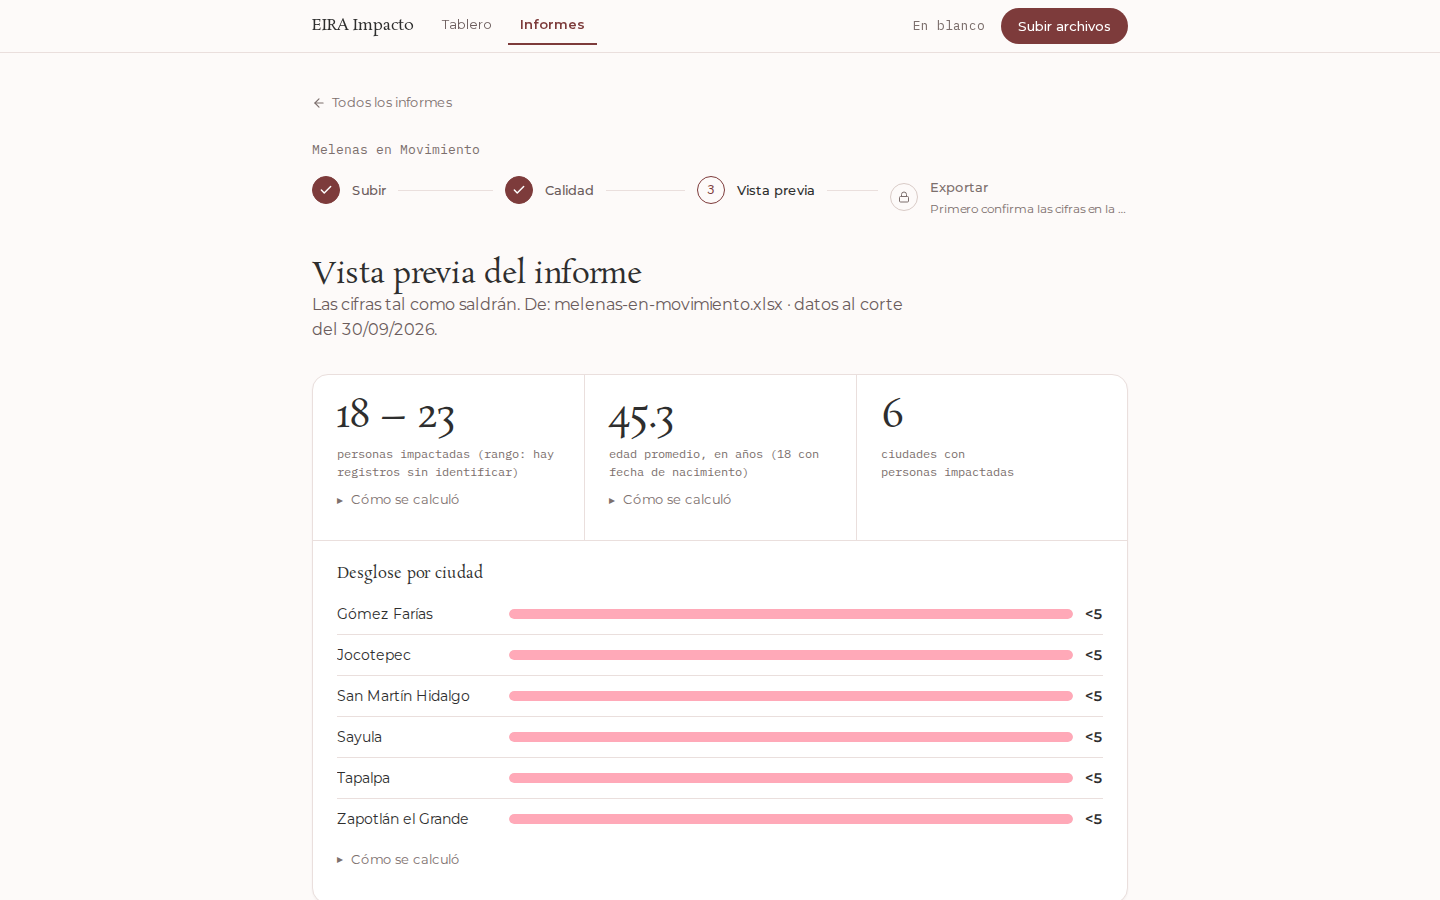 EIRA Impacto Tablero Informes En blanco Subir archivos
← Todos los informes
Melenas en Movimiento
Subir Calidad 3 Vista previa Exportar
Primero confirma las cifras en la ...
Vista previa del informe
Las cifras tal como saldrán. De: melenas-en-movimiento.xlsx · datos al corte
del 30/09/2026.
18 – 23
personas impactadas (rango: hay
registros sin identificar)
▸ Cómo se calculó
45.3
edad promedio, en años (18 con
fecha de nacimiento)
▸ Cómo se calculó
6
ciudades con
personas impactadas
Desglose por ciudad
Gómez Farías <5
Jocotepec <5
San Martín Hidalgo <5
Sayula <5
Tapalpa <5
Zapotlán el Grande <5
▸ Cómo se calculó